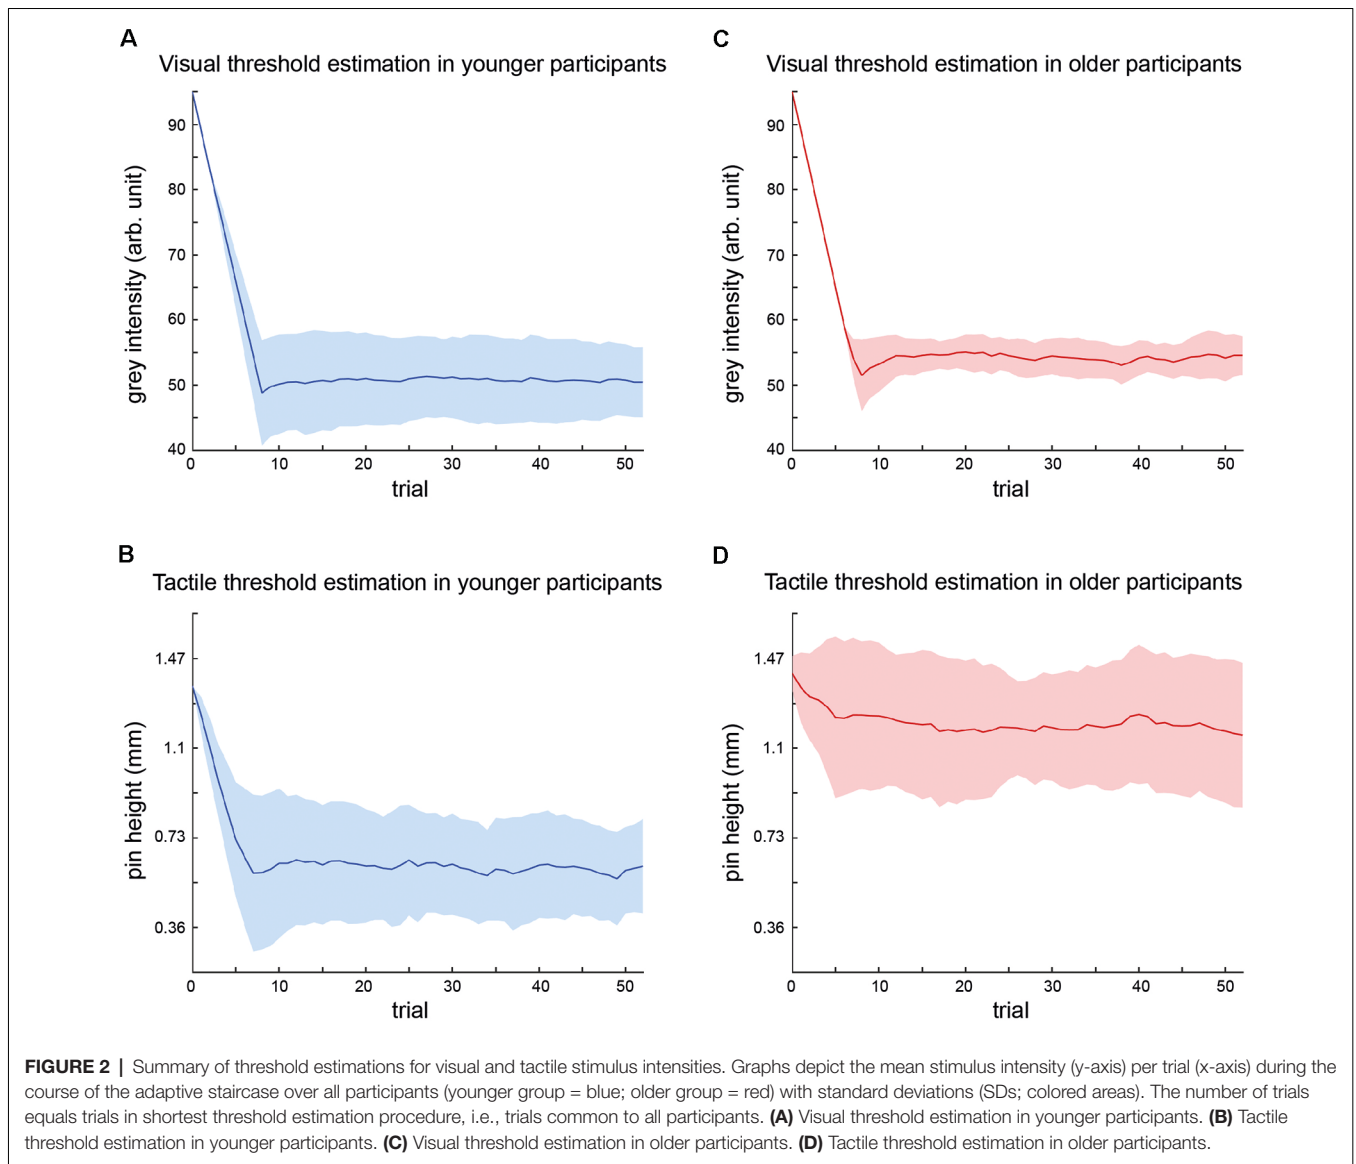 A
Visual threshold estimation in younger participants
grey intensity (arb. unit)
90
80
70
60
50
40
0 10 20 30 40 50
trial
C
Visual threshold estimation in older participants
grey intensity (arb. unit)
90
80
70
60
50
40
0 10 20 30 40 50
trial
B
Tactile threshold estimation in younger participants
pin height (mm)
1.47
1.1
0.73
0.36
0 10 20 30 40 50
trial
D
Tactile threshold estimation in older participants
pin height (mm)
1.47
1.1
0.73
0.36
0 10 20 30 40 50
trial
FIGURE 2 | Summary of threshold estimations for visual and tactile stimulus intensities. Graphs depict the mean stimulus intensity (y-axis) per trial (x-axis) during the
course of the adaptive staircase over all participants (younger group = blue; older group = red) with standard deviations (SDs; colored areas). The number of trials
equals trials in shortest threshold estimation procedure, i.e., trials common to all participants. (A) Visual threshold estimation in younger participants. (B) Tactile
threshold estimation in younger participants. (C) Visual threshold estimation in older participants. (D) Tactile threshold estimation in older participants.